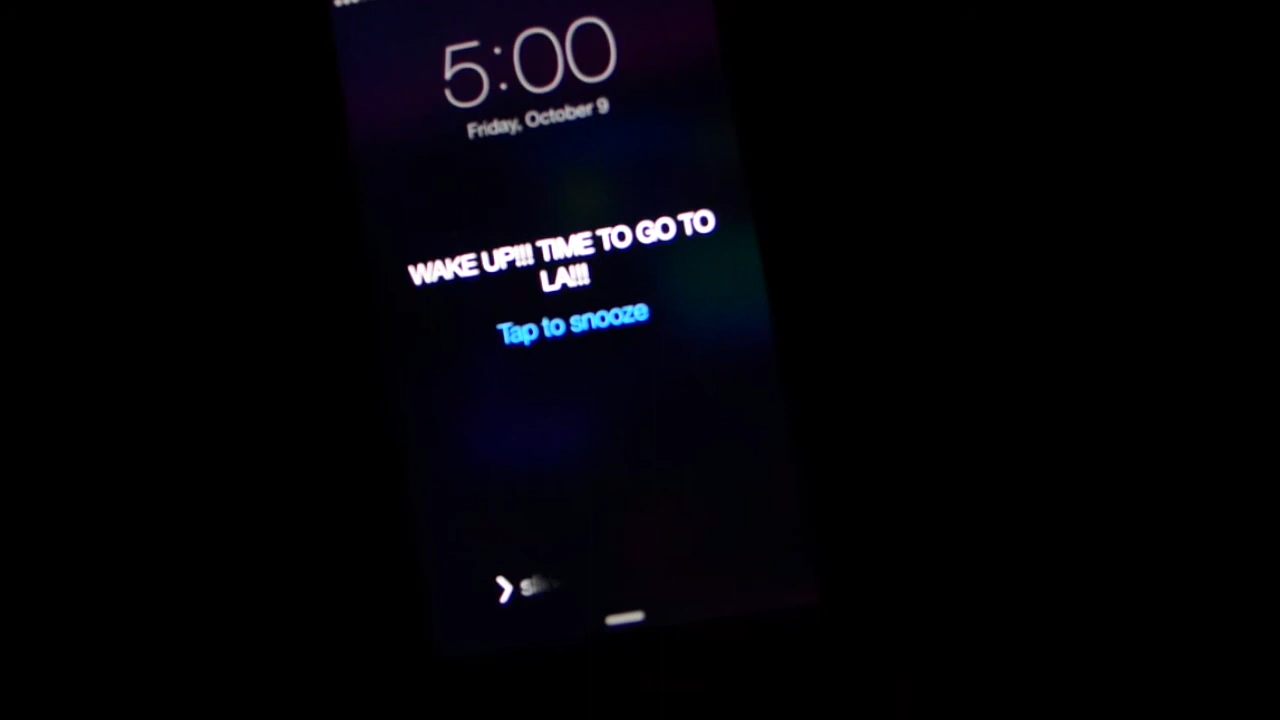 5:00
Friday, October 9
WAKE UP!!! TIME TO GO TO
LA!!!
Tap to snooze